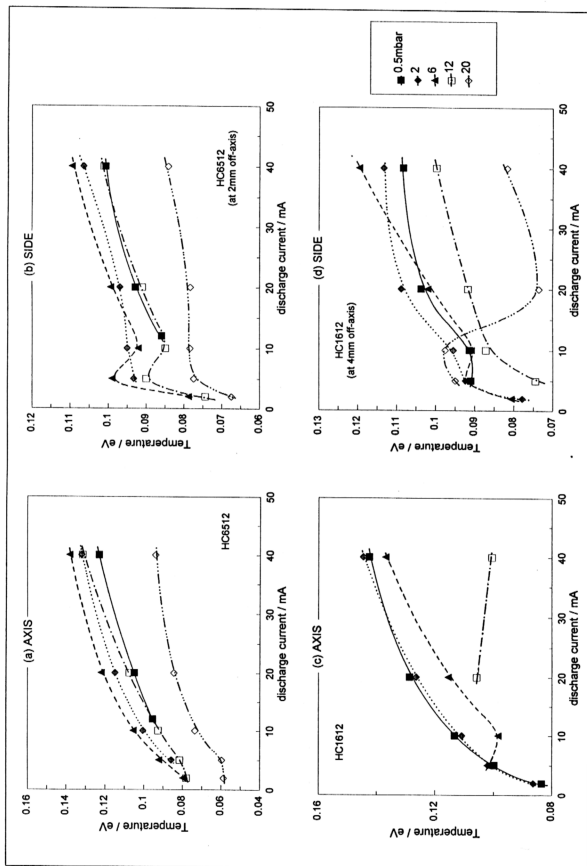 (a) AXIS
Temperature / eV
0.16
0.14
0.12
0.1
0.08
0.06
0.04
0 10 20 30 40 50
discharge current / mA
HC6512
(b) SIDE
Temperature / eV
0.13
0.12
0.11
0.10
0.09
0.08
0.07
0.06
0 10 20 30 40 50
discharge current / mA
HC6512
(at 2mm off-axis)
(c) AXIS
HC1612
Temperature / eV
0.16
0.12
0.08
0 10 20 30 40 50
discharge current / mA
(d) SIDE
HC1612
(at 4mm off-axis)
Temperature / eV
0.13
0.12
0.11
0.10
0.09
0.08
0.07
0 10 20 30 40 50
discharge current / mA
0.5mbar
2
6
12
20